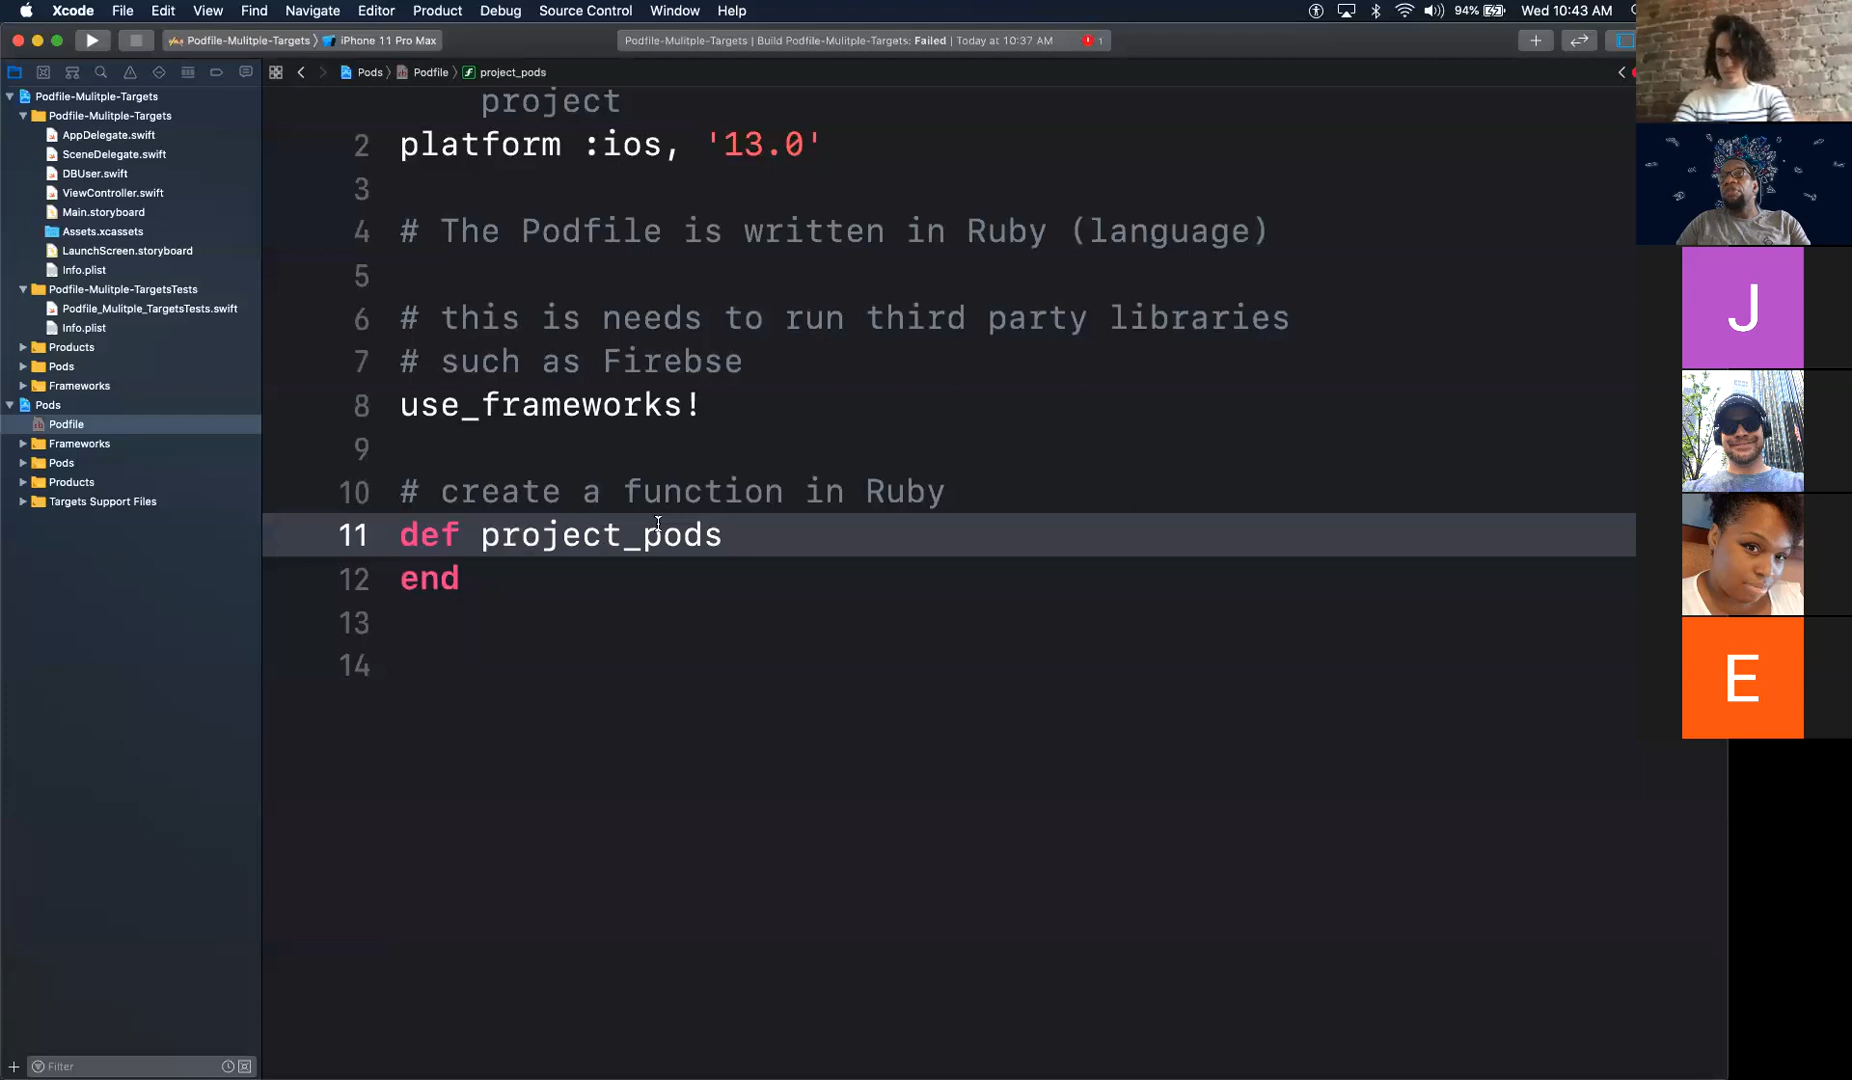 Xcode File Edit View Find Navigate Editor Product Debug Source Control Window Help 94% Wed 10:43 AM
Podfile-Mulitple-Targets iPhone 11 Pro Max Podfile-Mulitple-Targets | Build Podfile-Mulitple-Targets: Failed | Today at 10:37 AM 1
Pods Podfile project_pods
Podfile-Mulitple-Targets
Podfile-Mulitple-Targets
AppDelegate.swift
SceneDelegate.swift
DBUser.swift
ViewController.swift
Main.storyboard
Assets.xcassets
LaunchScreen.storyboard
Info.plist
Podfile-Mulitple-TargetsTests
Podfile_Mulitple_TargetsTests.swift
Info.plist
Products
Pods
Frameworks
Pods
Podfile
Frameworks
Pods
Products
Targets Support Files
Filter
project
2 platform :ios, '13.0'
3
4 # The Podfile is written in Ruby (language)
5
6 # this is needs to run third party libraries
7 # such as Firebse
8 use_frameworks!
9
10 # create a function in Ruby
11 def project_pods
12 end
13
14
J
E